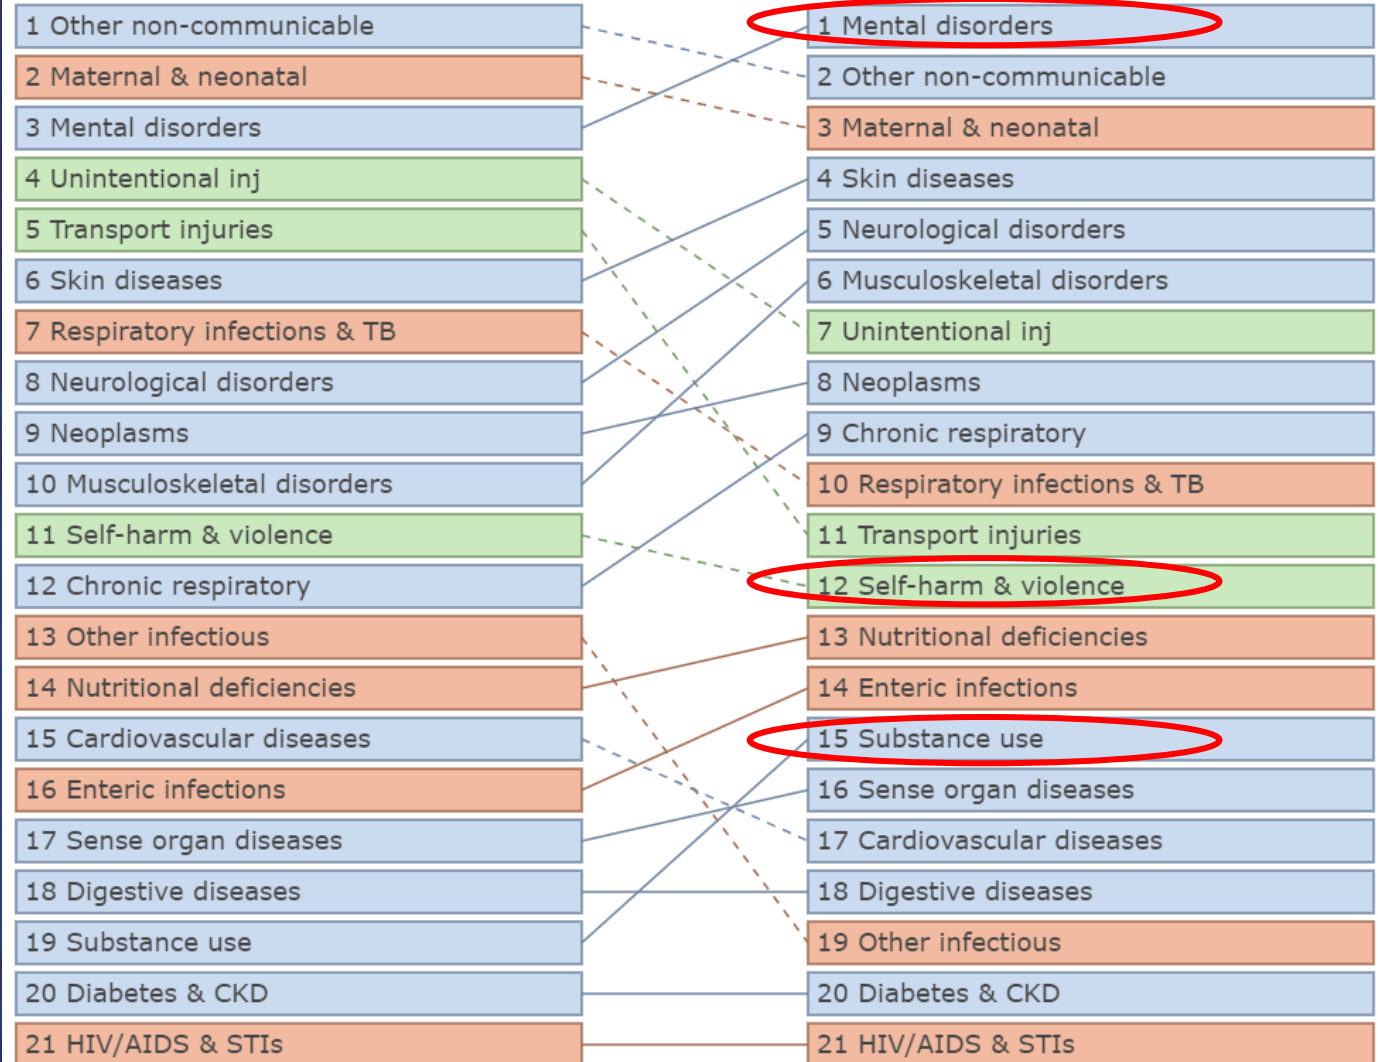 1 Other non-communicable
2 Maternal & neonatal
3 Mental disorders
4 Unintentional inj
5 Transport injuries
6 Skin diseases
7 Respiratory infections & TB
8 Neurological disorders
9 Neoplasms
10 Musculoskeletal disorders
11 Self-harm & violence
12 Chronic respiratory
13 Other infectious
14 Nutritional deficiencies
15 Cardiovascular diseases
16 Enteric infections
17 Sense organ diseases
18 Digestive diseases
19 Substance use
20 Diabetes & CKD
21 HIV/AIDS & STIs
1 Mental disorders
2 Other non-communicable
3 Maternal & neonatal
4 Skin diseases
5 Neurological disorders
6 Musculoskeletal disorders
7 Unintentional inj
8 Neoplasms
9 Chronic respiratory
10 Respiratory infections & TB
11 Transport injuries
12 Self-harm & violence
13 Nutritional deficiencies
14 Enteric infections
15 Substance use
16 Sense organ diseases
17 Cardiovascular diseases
18 Digestive diseases
19 Other infectious
20 Diabetes & CKD
21 HIV/AIDS & STIs